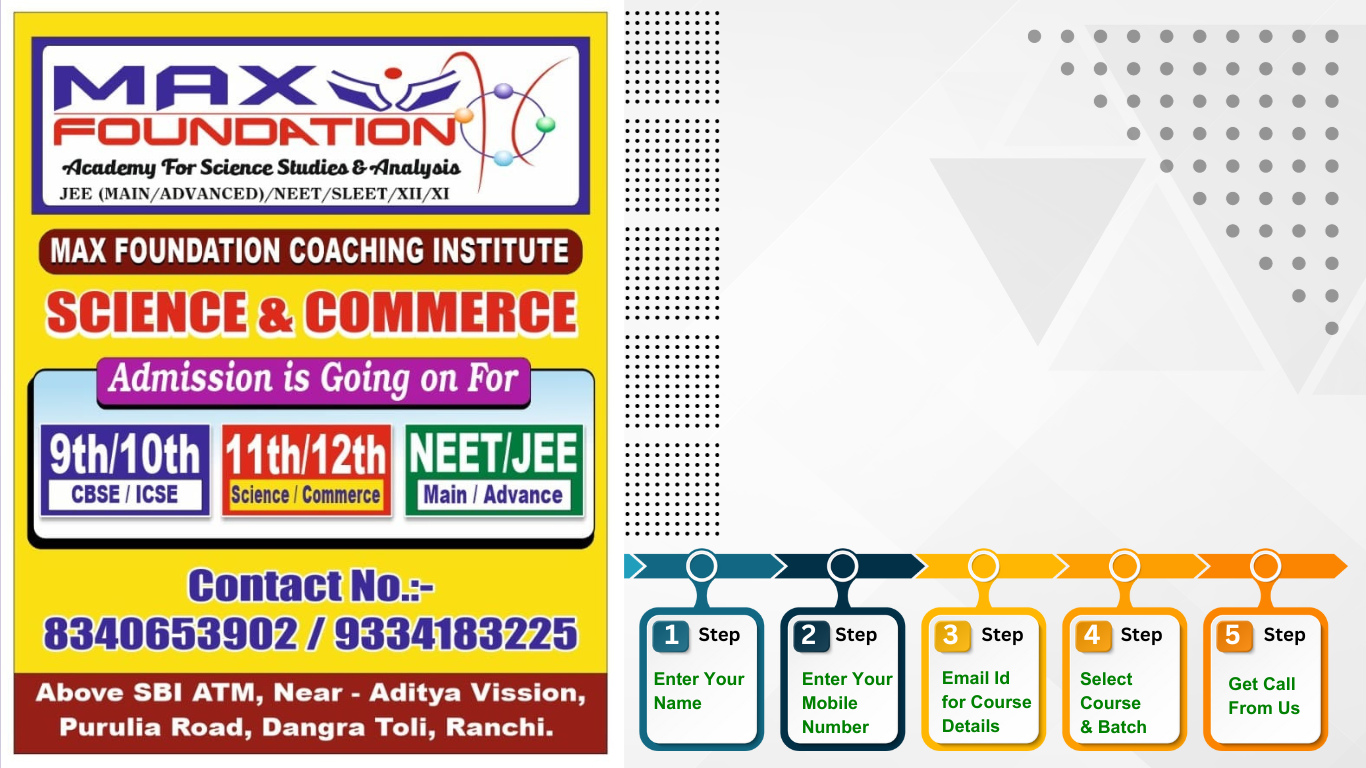 MAX
FOUNDATION
Academy For Science Studies & Analysis
JEE (MAIN/ADVANCED)/NEET/SLEET/XII/XI
MAX FOUNDATION COACHING INSTITUTE
SCIENCE & COMMERCE
Admission is Going on For
9th/10th
CBSE / ICSE
11th/12th
Science / Commerce
NEET/JEE
Main / Advance
Contact No.:-
8340653902 / 9334183225
Above SBI ATM, Near - Aditya Vission,
Purulia Road, Dangra Toli, Ranchi.
1 Step
Enter Your
Name
2 Step
Enter Your
Mobile
Number
3 Step
Email Id
for Course
Details
4 Step
Select
Course
& Batch
5 Step
Get Call
From Us